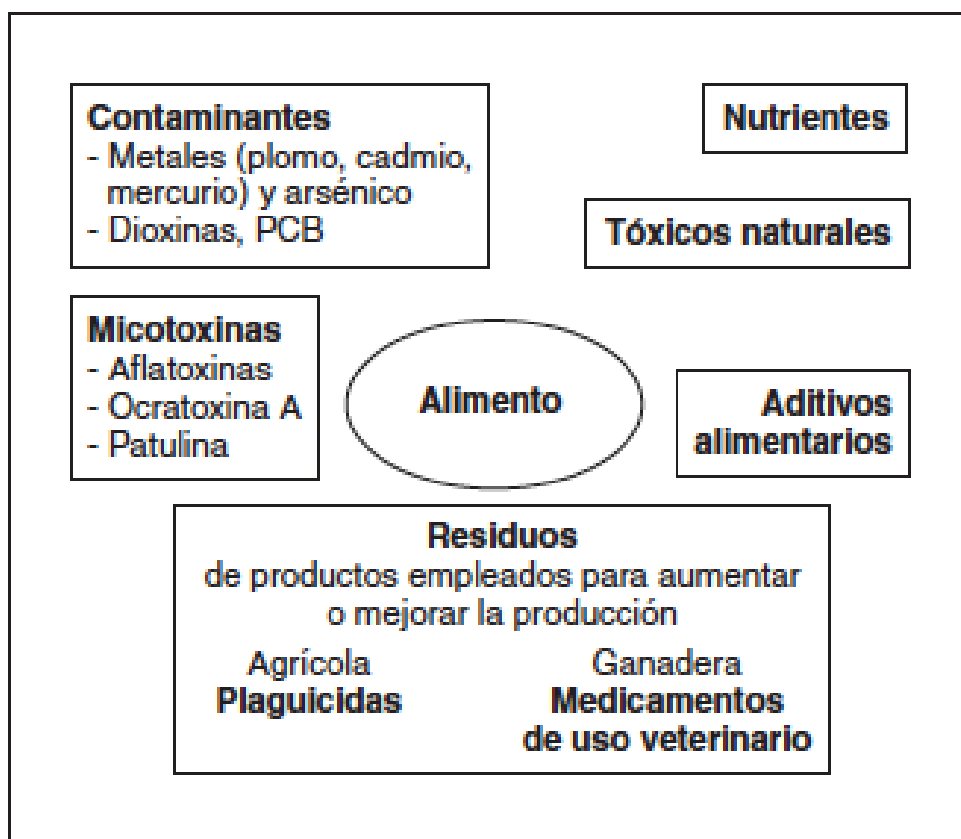 Contaminantes
- Metales (plomo, cadmio,
mercurio) y arsénico
- Dioxinas, PCB
Nutrientes
Tóxicos naturales
Micotoxinas
- Aflatoxinas
- Ocratoxina A
- Patulina
Alimento
Aditivos
alimentarios
Residuos
de productos empleados para aumentar
o mejorar la producción
Agrícola
Plaguicidas
Ganadera
Medicamentos
de uso veterinario